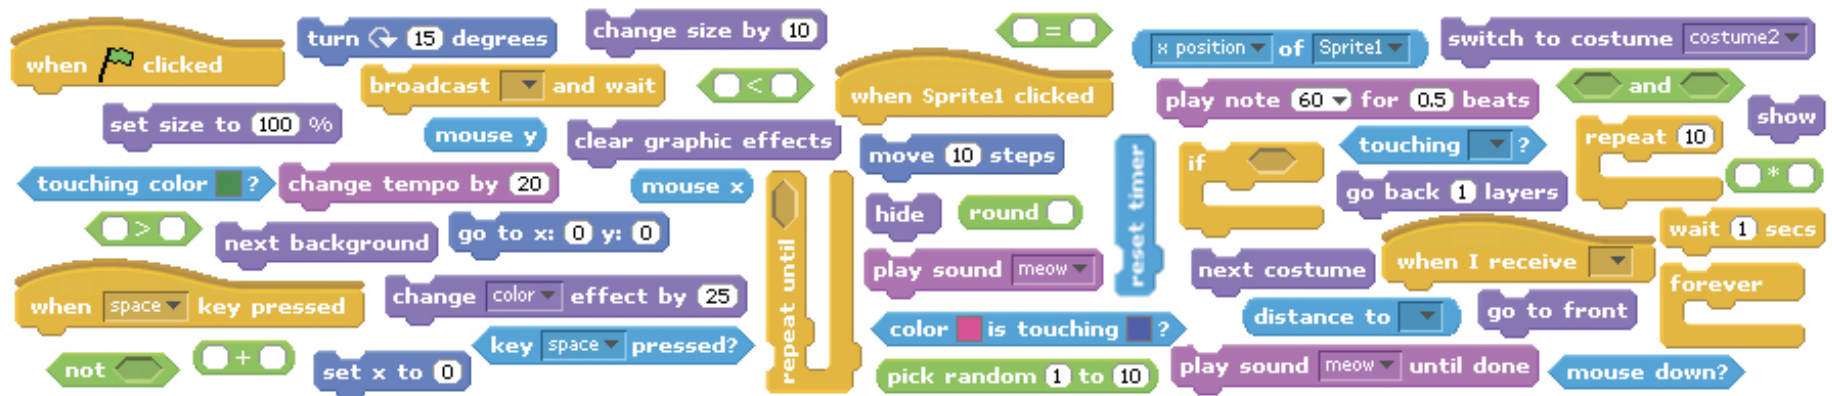 when clicked
turn 15 degrees
change size by 10
broadcast and wait
<
set size to 100 %
mouse y
clear graphic effects
touching color ?
change tempo by 20
mouse x
>
next background
go to x: 0 y: 0
when space key pressed
change color effect by 25
key space pressed?
not
+
set x to 0
repeat until
=
when Sprite1 clicked
move 10 steps
hide
round
play sound meow
color is touching ?
pick random 1 to 10
reset timer
x position of Sprite1
switch to costume costume2
play note 60 for 0.5 beats
and
show
touching ?
repeat 10
if
go back 1 layers
*
wait 1 secs
when I receive
next costume
forever
distance to
go to front
play sound meow until done
mouse down?